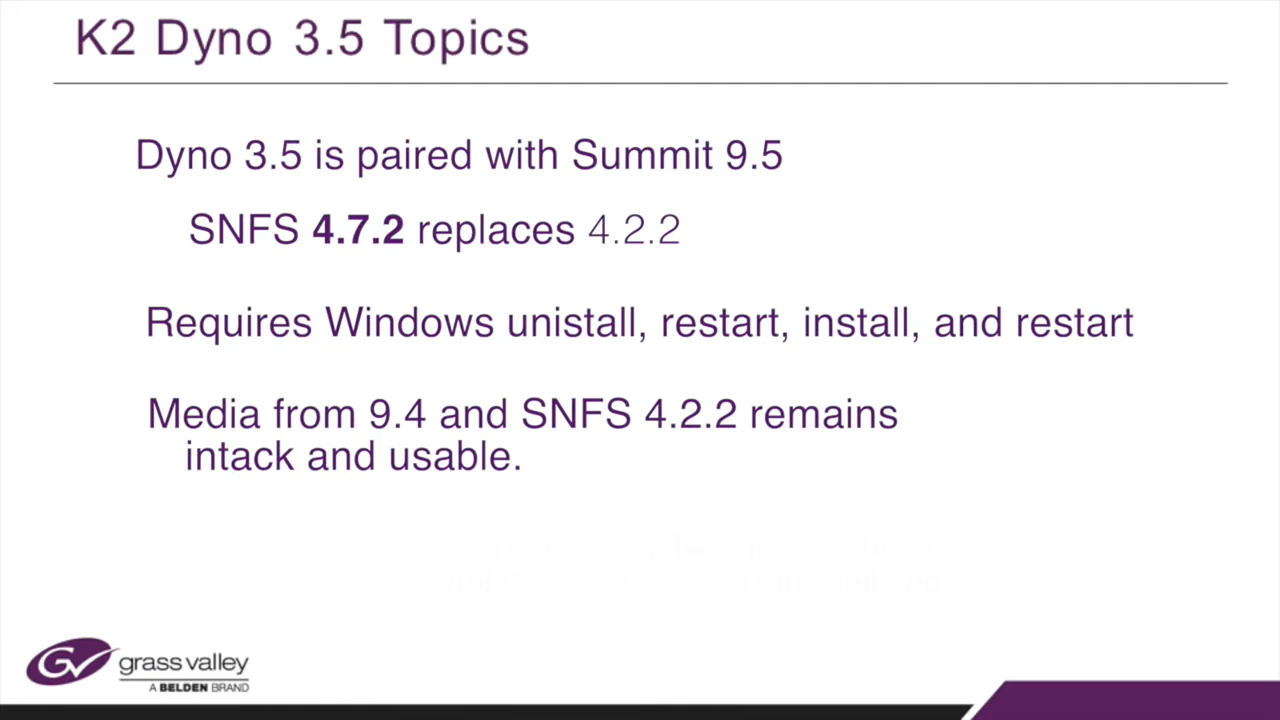 K2 Dyno 3.5 Topics
Dyno 3.5 is paired with Summit 9.5
SNFS 4.7.2 replaces 4.2.2
Requires Windows unistall, restart, install, and restart
Media from 9.4 and SNFS 4.2.2 remains
intack and usable.
GV grass valley
A BELDEN BRAND